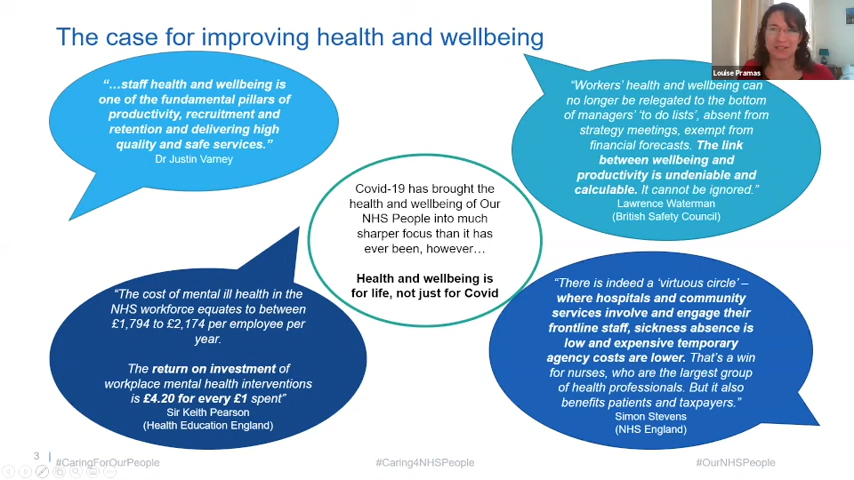 The case for improving health and wellbeing
Louise Pramas
“…staff health and wellbeing is
one of the fundamental pillars of
productivity, recruitment and
retention and delivering high
quality and safe services.”
Dr Justin Varney
“Workers’ health and wellbeing can
no longer be relegated to the bottom
of managers’ ‘to do lists’, absent from
strategy meetings, exempt from
financial forecasts. The link
between wellbeing and
productivity is undeniable and
calculable. It cannot be ignored.”
Lawrence Waterman
(British Safety Council)
Covid-19 has brought the
health and wellbeing of Our
NHS People into much
sharper focus than it has
ever been, however…
Health and wellbeing is
for life, not just for Covid
“The cost of mental ill health in the
NHS workforce equates to between
£1,794 to £2,174 per employee per
year.
The return on investment of
workplace mental health interventions
is £4.20 for every £1 spent”
Sir Keith Pearson
(Health Education England)
“There is indeed a ‘virtuous circle’ –
where hospitals and community
services involve and engage their
frontline staff, sickness absence is
low and expensive temporary
agency costs are lower. That’s a win
for nurses, who are the largest group
of health professionals. But it also
benefits patients and taxpayers.”
Simon Stevens
(NHS England)
3
#CaringForOurPeople
#Caring4NHSPeople
#OurNHSPeople